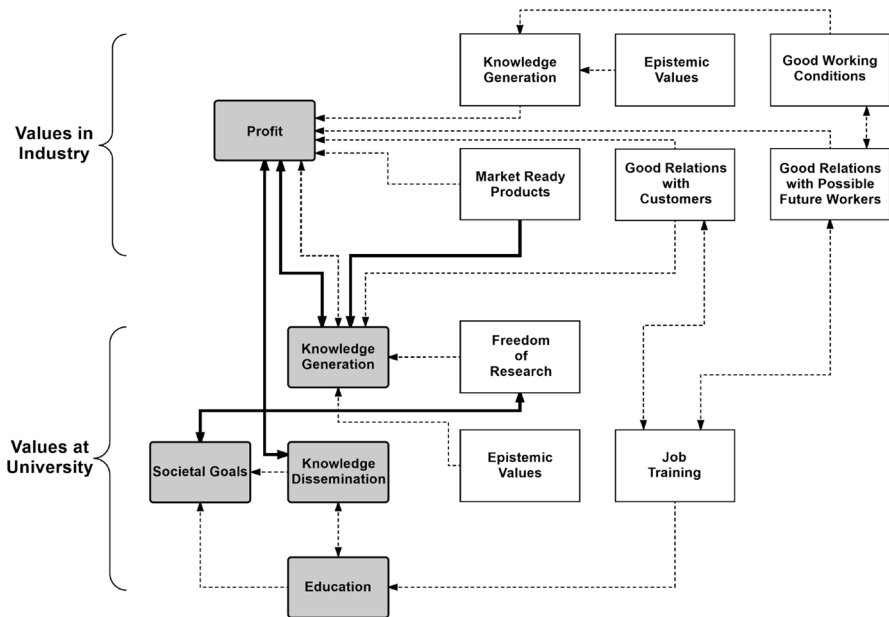 Knowledge
Generation
Epistemic
Values
Good Working
Conditions
Values in
Industry
Profit
Market Ready
Products
Good Relations
with
Customers
Good Relations
with Possible
Future Workers
Knowledge
Generation
Freedom
of
Research
Values at
University
Societal Goals
Knowledge
Dissemination
Epistemic
Values
Job
Training
Education